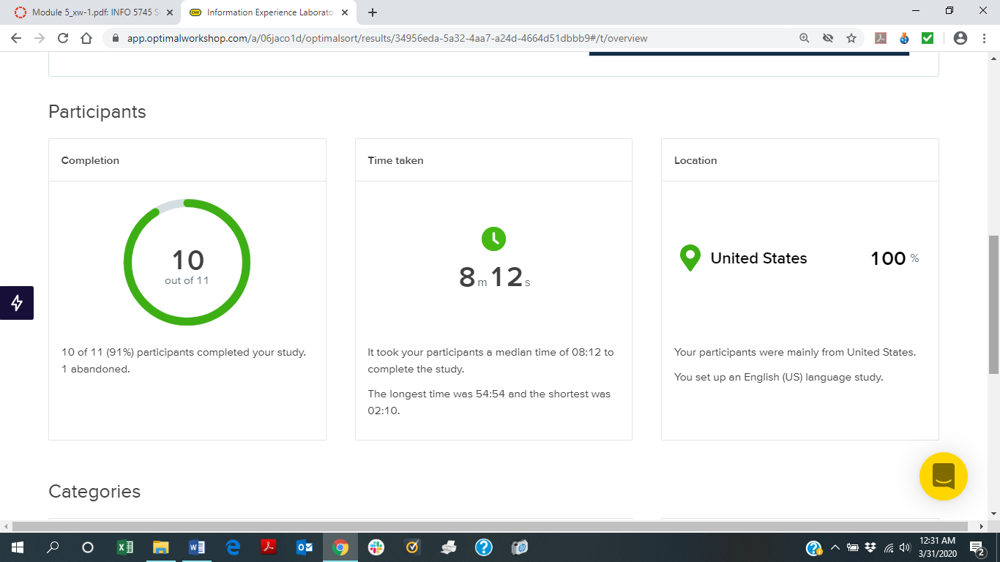 Module 5_xw-1.pdf: INFO 5745 S
Information Experience Laborato
app.optimalworkshop.com/a/06jaco1d/optimalsort/results/34956eda-5a32-4aa7-a24d-4664d51dbbb9#/t/overview
Participants
Completion
10
out of 11
10 of 11 (91%) participants completed your study.
1 abandoned.
Time taken
8 m 12 s
It took your participants a median time of 08:12 to
complete the study.
The longest time was 54:54 and the shortest was
02:10.
Location
United States 100 %
Your participants were mainly from United States.
You set up an English (US) language study.
Categories
12:31 AM
3/31/2020
2